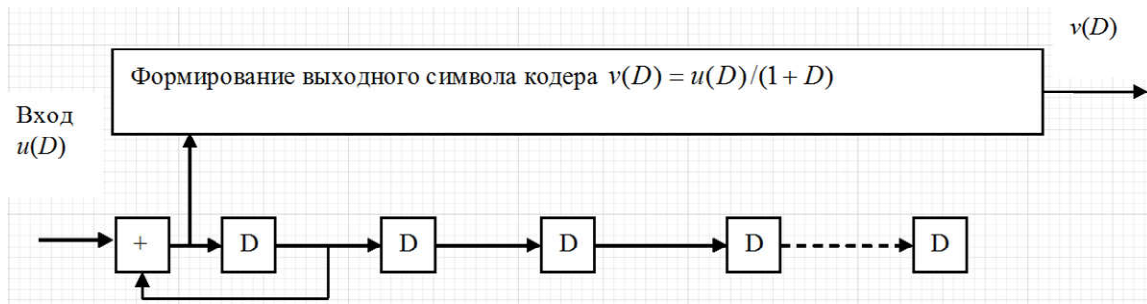 v(D)
Формирование выходного символа кодера v(D) = u(D)/(1 + D)
Вход
u(D)
+ D D D D D